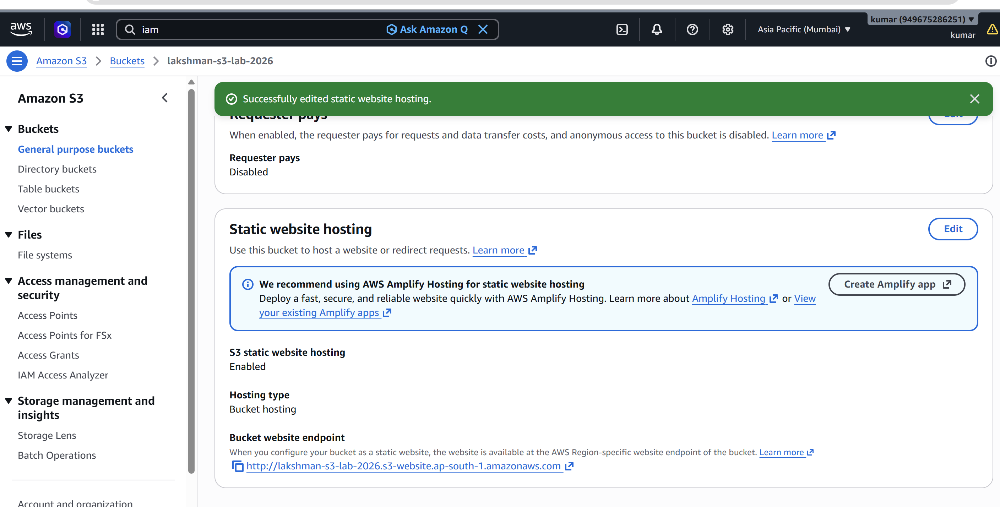 aws
iam
Ask Amazon Q
Asia Pacific (Mumbai)
kumar (949675286251)
kumar
Amazon S3
Buckets
lakshman-s3-lab-2026
Amazon S3
Buckets
General purpose buckets
Directory buckets
Table buckets
Vector buckets
Files
File systems
Access management and
security
Access Points
Access Points for FSx
Access Grants
IAM Access Analyzer
Storage management and
insights
Storage Lens
Batch Operations
Account and organization
Successfully edited static website hosting.
Requester pays
Edit
When enabled, the requester pays for requests and data transfer costs, and anonymous access to this bucket is disabled. Learn more
Requester pays
Disabled
Static website hosting
Edit
Use this bucket to host a website or redirect requests. Learn more
We recommend using AWS Amplify Hosting for static website hosting
Deploy a fast, secure, and reliable website quickly with AWS Amplify Hosting. Learn more about Amplify Hosting or View
your existing Amplify apps
Create Amplify app
S3 static website hosting
Enabled
Hosting type
Bucket hosting
Bucket website endpoint
When you configure your bucket as a static website, the website is available at the AWS Region-specific website endpoint of the bucket. Learn more
http://lakshman-s3-lab-2026.s3-website.ap-south-1.amazonaws.com